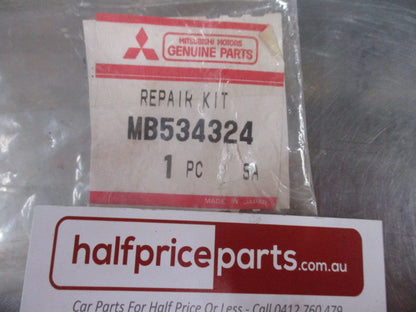 MITSUBISHI MOTORS
GENUINE PARTS
REPAIR KIT
MB534324
1 PC SA
MADE IN JAPAN
halfpriceparts.com.au
Car Parts For Half Price Or Less - Call 0412 760 479